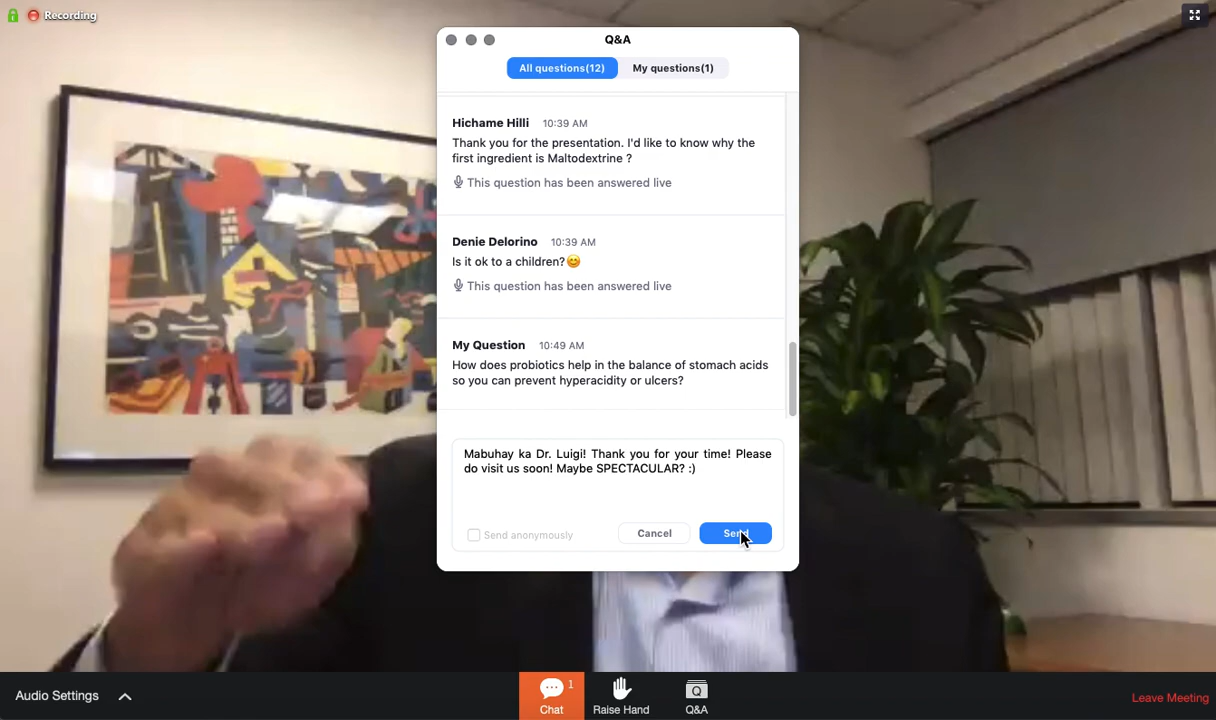 Recording
Q&A
All questions(12) My questions(1)
Hichame Hilli 10:39 AM
Thank you for the presentation. I'd like to know why the
first ingredient is Maltodextrine ?
This question has been answered live
Denie Delorino 10:39 AM
Is it ok to a children?😊
This question has been answered live
My Question 10:49 AM
How does probiotics help in the balance of stomach acids
so you can prevent hyperacidity or ulcers?
Mabuhay ka Dr. Luigi! Thank you for your time! Please
do visit us soon! Maybe SPECTACULAR? :)
Send anonymously Cancel Send
Audio Settings
1
Chat
Raise Hand
Q
Q&A
Leave Meeting